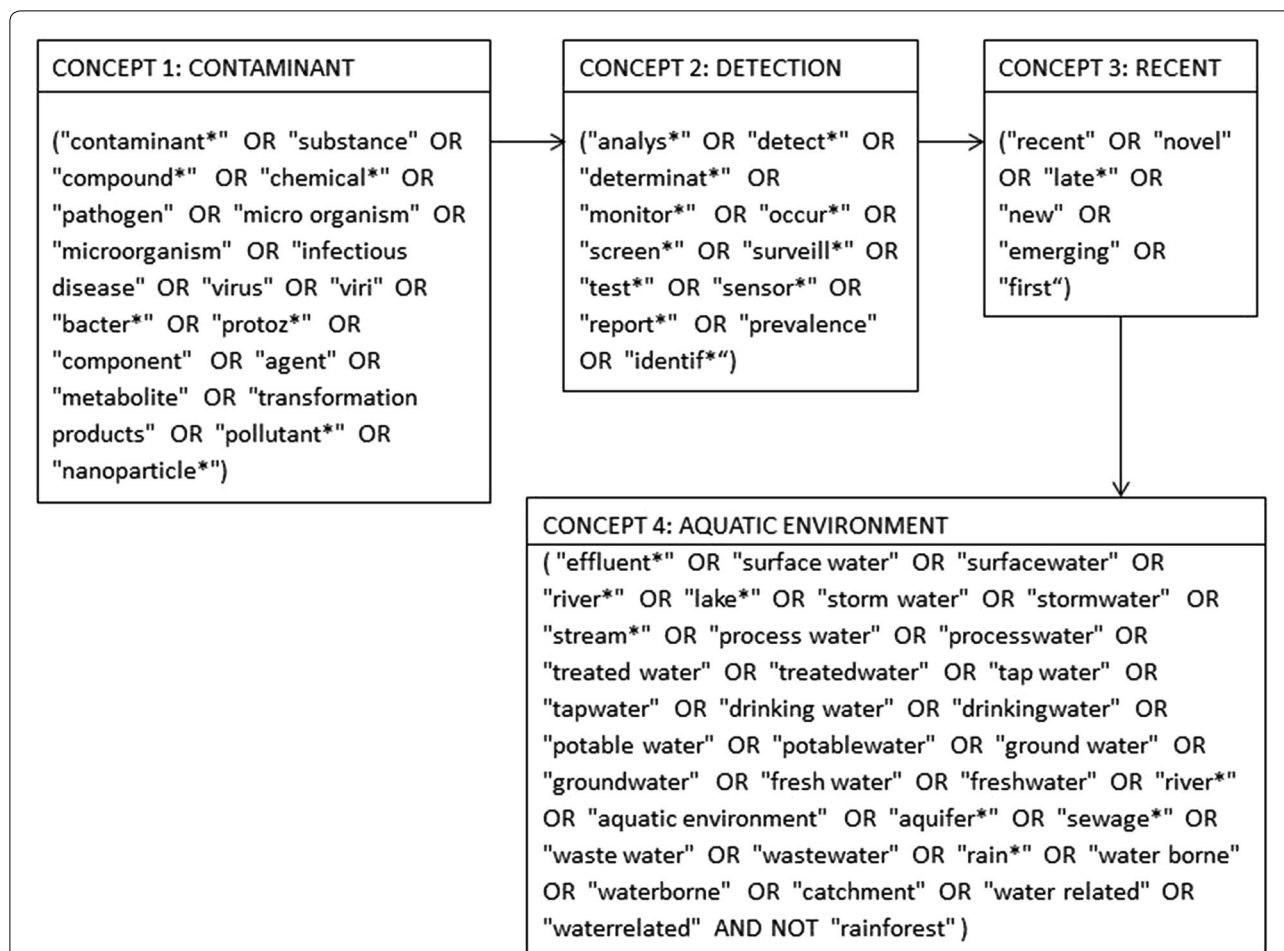 CONCEPT 1: CONTAMINANT
("contaminant*" OR "substance" OR
"compound*" OR "chemical*" OR
"pathogen" OR "micro organism" OR
"microorganism" OR "infectious
disease" OR "virus" OR "viri" OR
"bacter*" OR "protoz*" OR
"component" OR "agent" OR
"metabolite" OR "transformation
products" OR "pollutant*" OR
"nanoparticle*")
CONCEPT 2: DETECTION
("analys*" OR "detect*" OR
"determinat*" OR
"monitor*" OR "occur*" OR
"screen*" OR "surveill*" OR
"test*" OR "sensor*" OR
"report*" OR "prevalence"
OR "identif*“)
CONCEPT 3: RECENT
("recent" OR "novel"
OR "late*" OR
"new" OR
"emerging" OR
"first“)
CONCEPT 4: AQUATIC ENVIRONMENT
( "effluent*" OR "surface water" OR "surfacewater" OR
"river*" OR "lake*" OR "storm water" OR "stormwater" OR
"stream*" OR "process water" OR "processwater" OR
"treated water" OR "treatedwater" OR "tap water" OR
"tapwater" OR "drinking water" OR "drinkingwater" OR
"potable water" OR "potablewater" OR "ground water" OR
"groundwater" OR "fresh water" OR "freshwater" OR "river*"
OR "aquatic environment" OR "aquifer*" OR "sewage*" OR
"waste water" OR "wastewater" OR "rain*" OR "water borne"
OR "waterborne" OR "catchment" OR "water related" OR
"waterrelated" AND NOT "rainforest" )